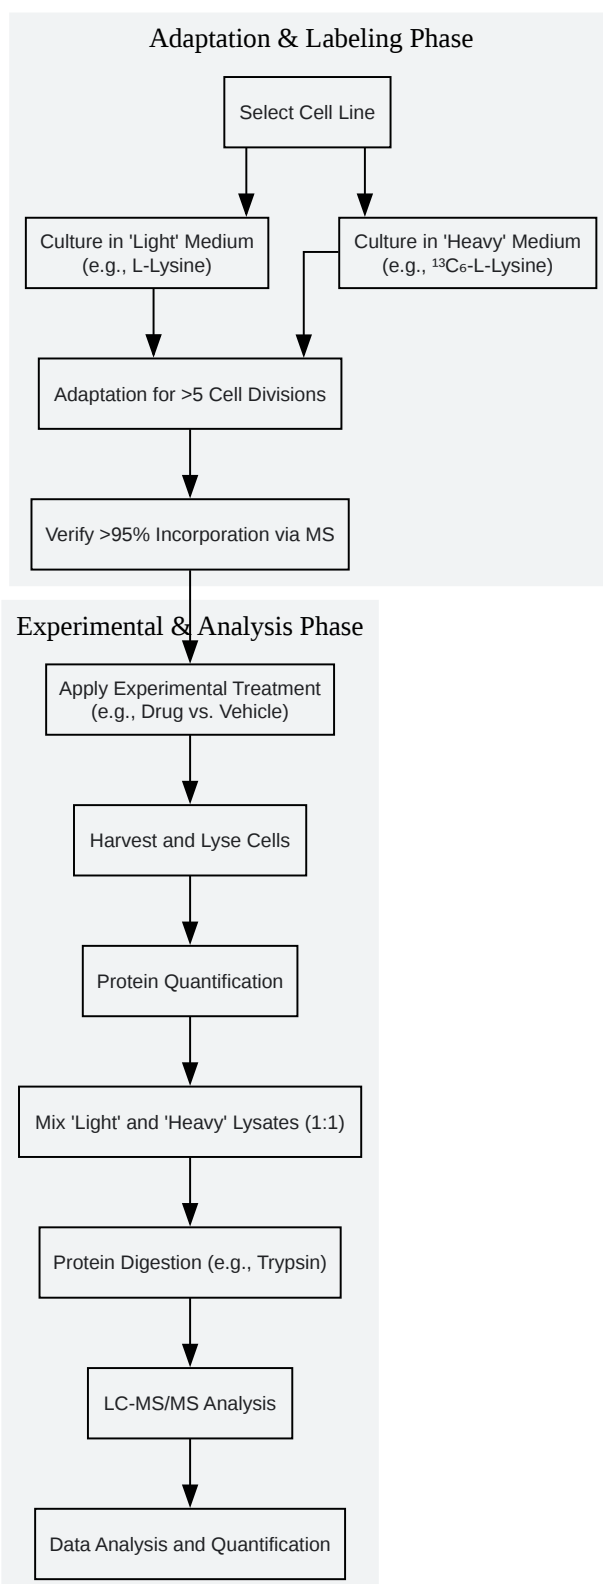 Adaptation & Labeling Phase
Select Cell Line
Culture in 'Light' Medium
(e.g., L-Lysine)
Culture in 'Heavy' Medium
(e.g., ¹³C₆-L-Lysine)
Adaptation for >5 Cell Divisions
Verify >95% Incorporation via MS
Experimental & Analysis Phase
Apply Experimental Treatment
(e.g., Drug vs. Vehicle)
Harvest and Lyse Cells
Protein Quantification
Mix 'Light' and 'Heavy' Lysates (1:1)
Protein Digestion (e.g., Trypsin)
LC-MS/MS Analysis
Data Analysis and Quantification